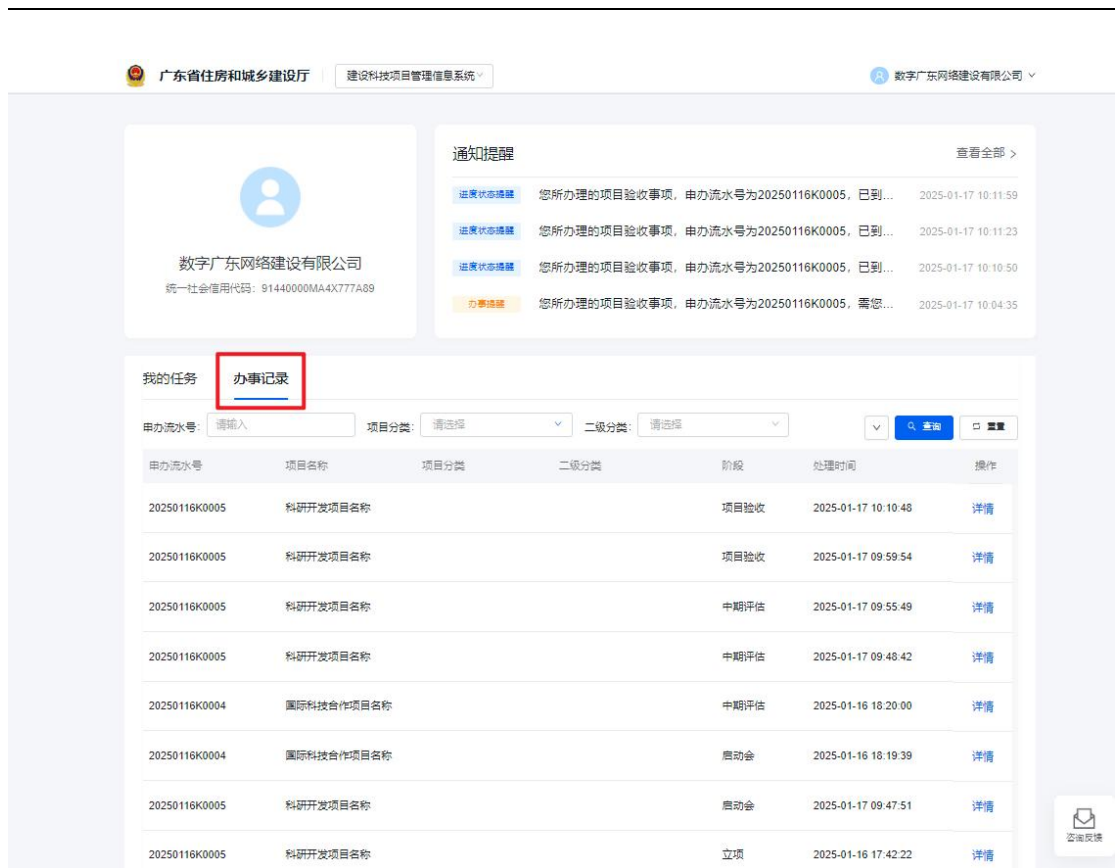 广东省住房和城乡建设厅 建设科技项目管理信息系统 数字广东网络建设有限公司
通知提醒 查看全部 >
进度状态提醒 您所办理的项目验收事项，申办流水号为20250116K0005，已到... 2025-01-17 10:11:59
进度状态提醒 您所办理的项目验收事项，申办流水号为20250116K0005，已到... 2025-01-17 10:11:23
进度状态提醒 您所办理的项目验收事项，申办流水号为20250116K0005，已到... 2025-01-17 10:10:50
办事提醒 您所办理的项目验收事项，申办流水号为20250116K0005，需您... 2025-01-17 10:04:35
数字广东网络建设有限公司
统一社会信用代码：91440000MA4X777A89
我的任务 办事记录
申办流水号: 请输入 项目分类: 请选择 二级分类: 请选择 查询 重置
申办流水号 项目名称 项目分类 二级分类 阶段 处理时间 操作
20250116K0005 科研开发项目名称 项目验收 2025-01-17 10:10:48 详情
20250116K0005 科研开发项目名称 项目验收 2025-01-17 09:59:54 详情
20250116K0005 科研开发项目名称 中期评估 2025-01-17 09:55:49 详情
20250116K0005 科研开发项目名称 中期评估 2025-01-17 09:48:42 详情
20250116K0004 国际科技合作项目名称 中期评估 2025-01-16 18:20:00 详情
20250116K0004 国际科技合作项目名称 启动会 2025-01-16 18:19:39 详情
20250116K0005 科研开发项目名称 启动会 2025-01-17 09:47:51 详情
咨询反馈
20250116K0005 科研开发项目名称 立项 2025-01-16 17:42:22 详情